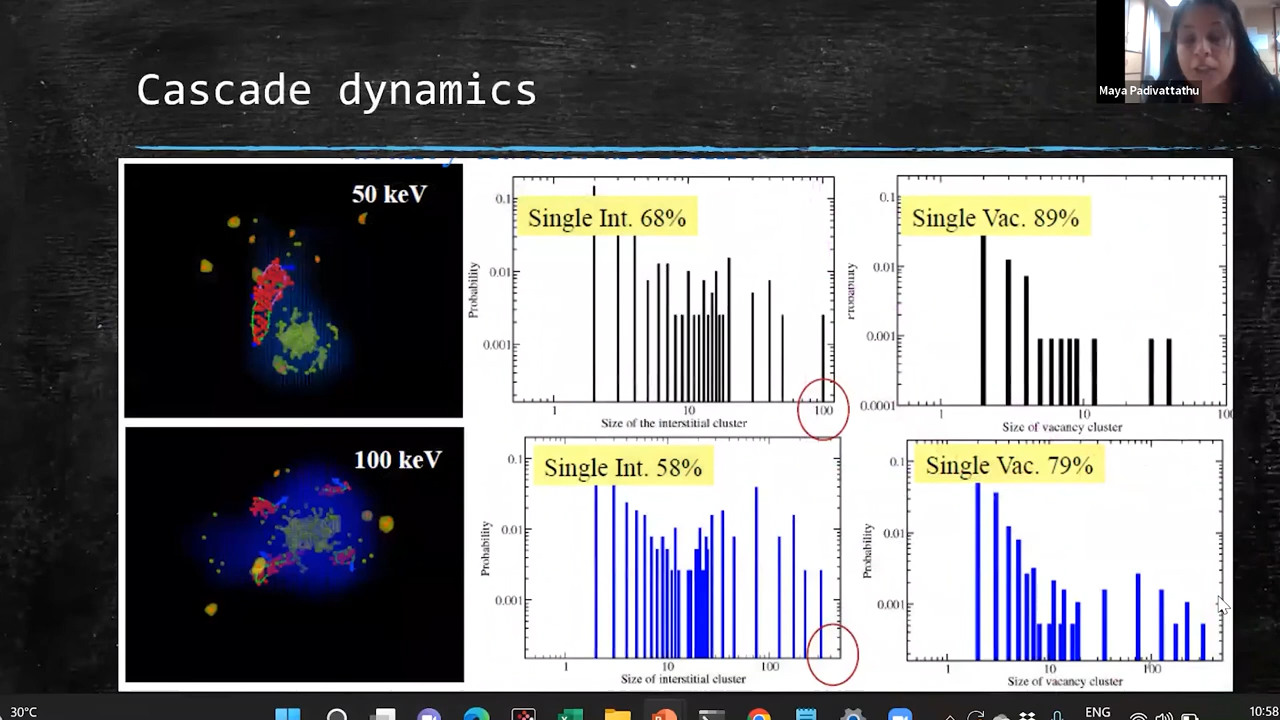 Cascade dynamics
Maya Padivattathu
50 keV
Single Int. 68%
0.1
0.01
0.001
Probability
1
10
100
Size of the interstitial cluster
Single Vac. 89%
0.1
0.01
0.001
0.0001
Probability
1
10
100
Size of vacancy cluster
100 keV
Single Int. 58%
0.1
0.01
0.001
Probability
1
10
100
Size of interstitial cluster
Single Vac. 79%
0.1
0.01
0.001
Probability
1
10
100
Size of vacancy cluster
30°C
ENG
10:58